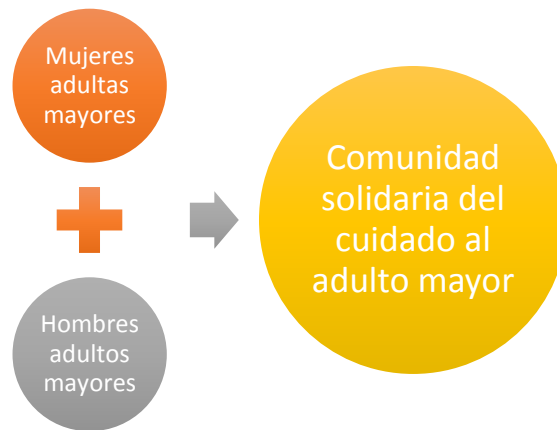 Mujeres
adultas
mayores
Hombres
adultos
mayores
Comunidad
solidaria del
cuidado al
adulto mayor